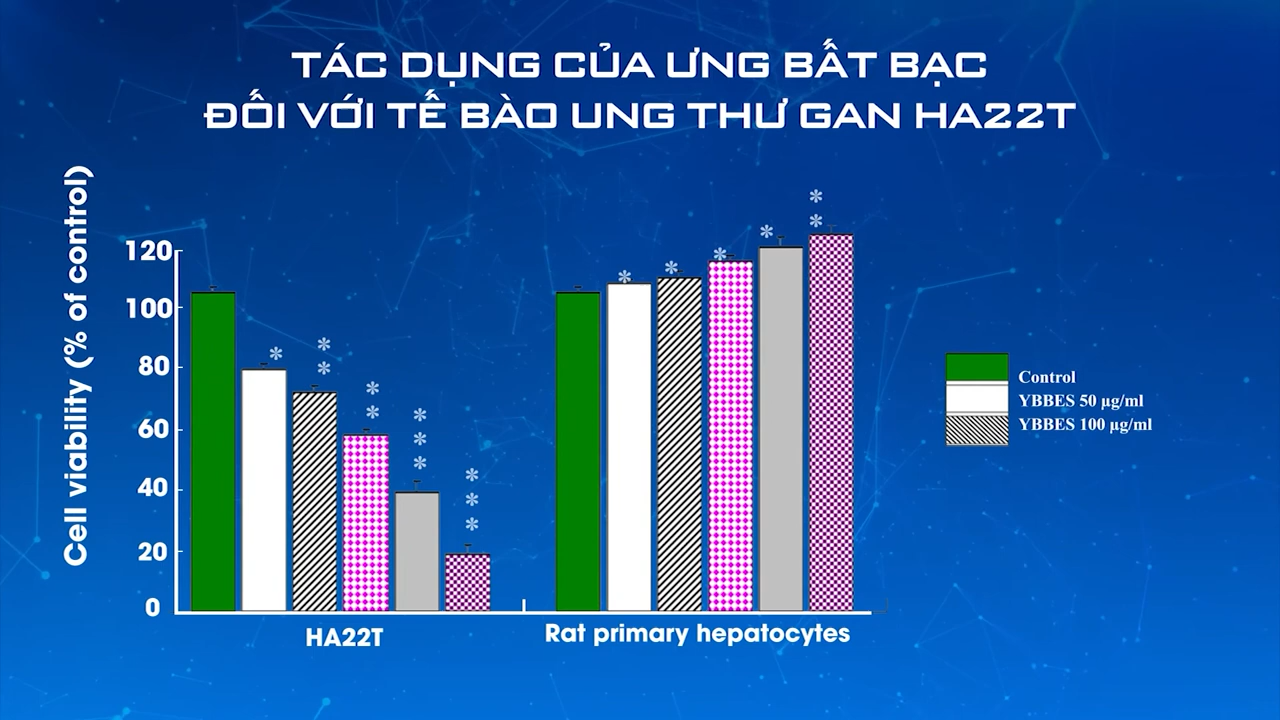 TÁC DỤNG CỦA ƯNG BẤT BẠC
ĐỐI VỚI TẾ BÀO UNG THƯ GAN HA22T
Cell viability (% of control)
120
100
80
60
40
20
0
*
* *
* *
* * *
* * *
*
*
*
*
* *
HA22T
Rat primary hepatocytes
Control
YBBES 50 µg/ml
YBBES 100 µg/ml